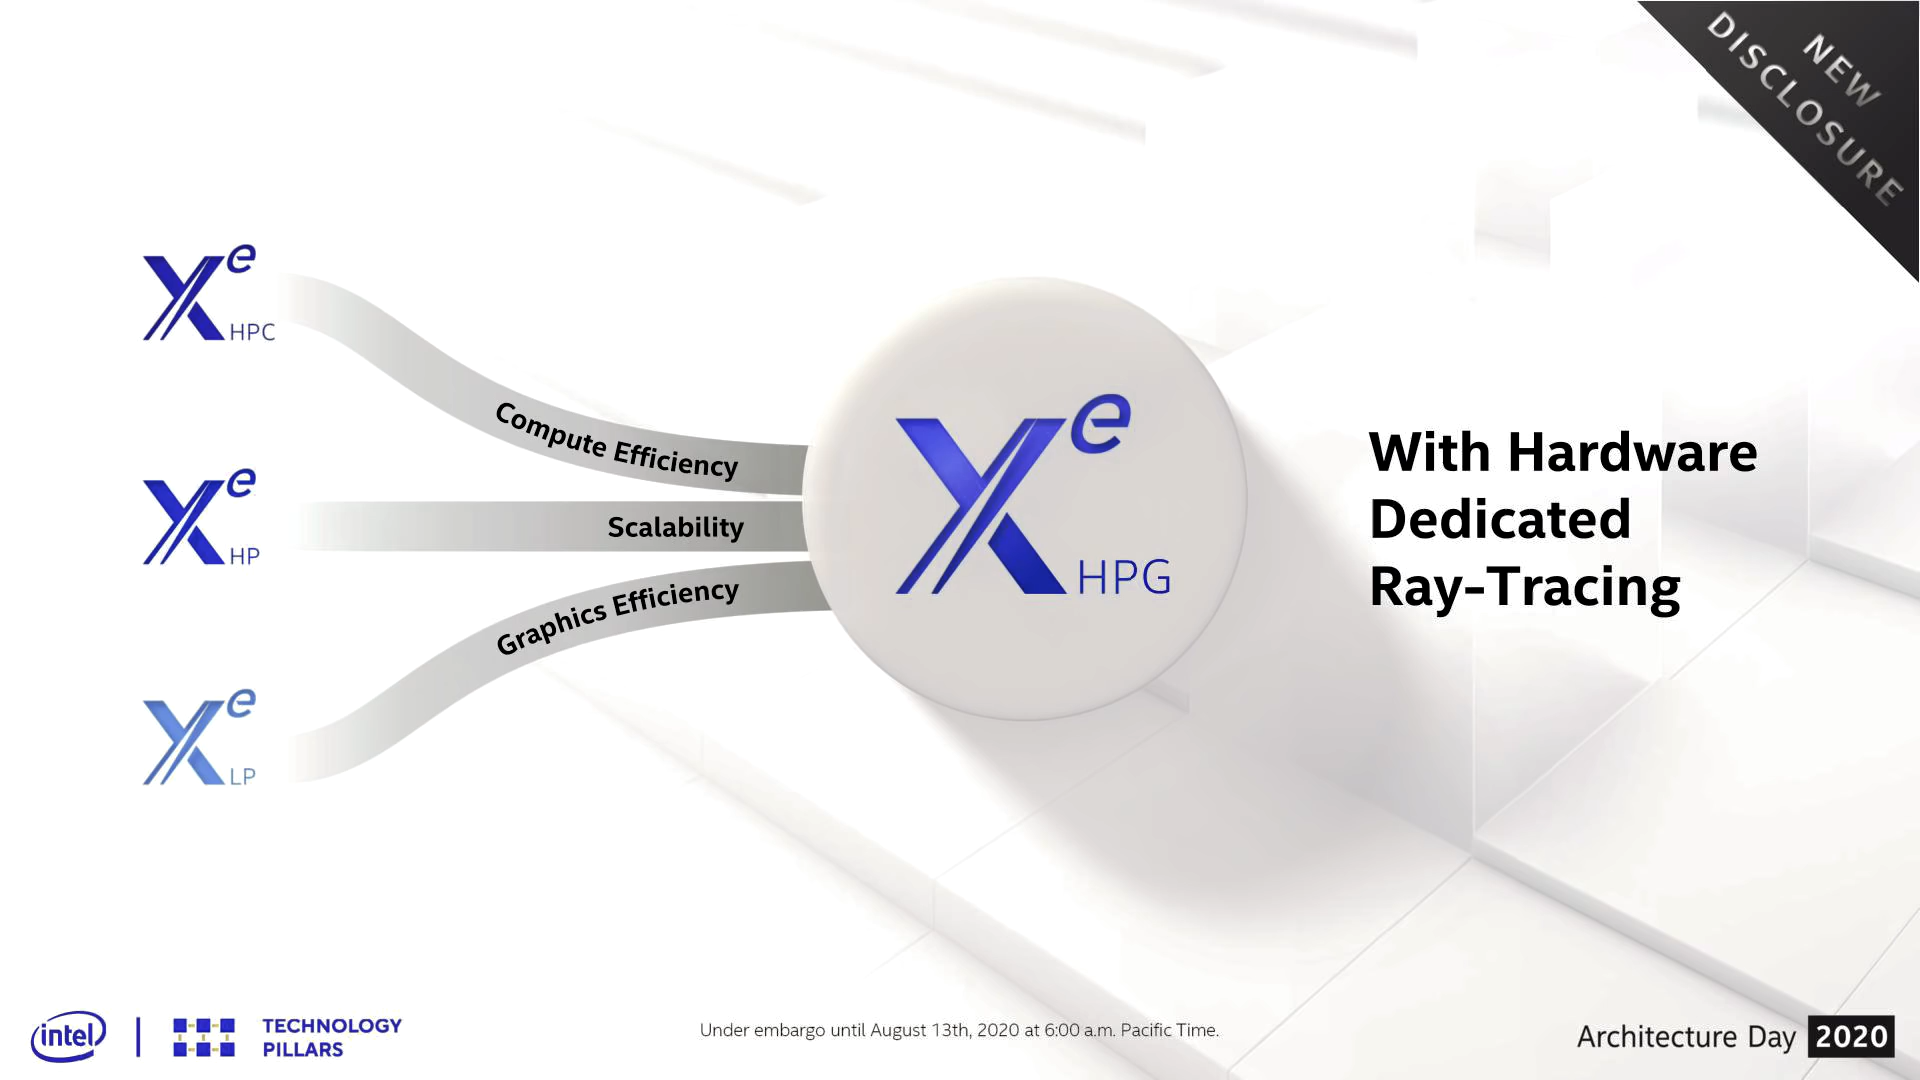 NEW
DISCLOSURE
Xe HPC
Compute Efficiency
Xe HP
Scalability
Xe LP
Graphics Efficiency
Xe HPG
With Hardware
Dedicated
Ray-Tracing
intel
TECHNOLOGY
PILLARS
Under embargo until August 13th, 2020 at 6:00 a.m. Pacific Time.
Architecture Day 2020